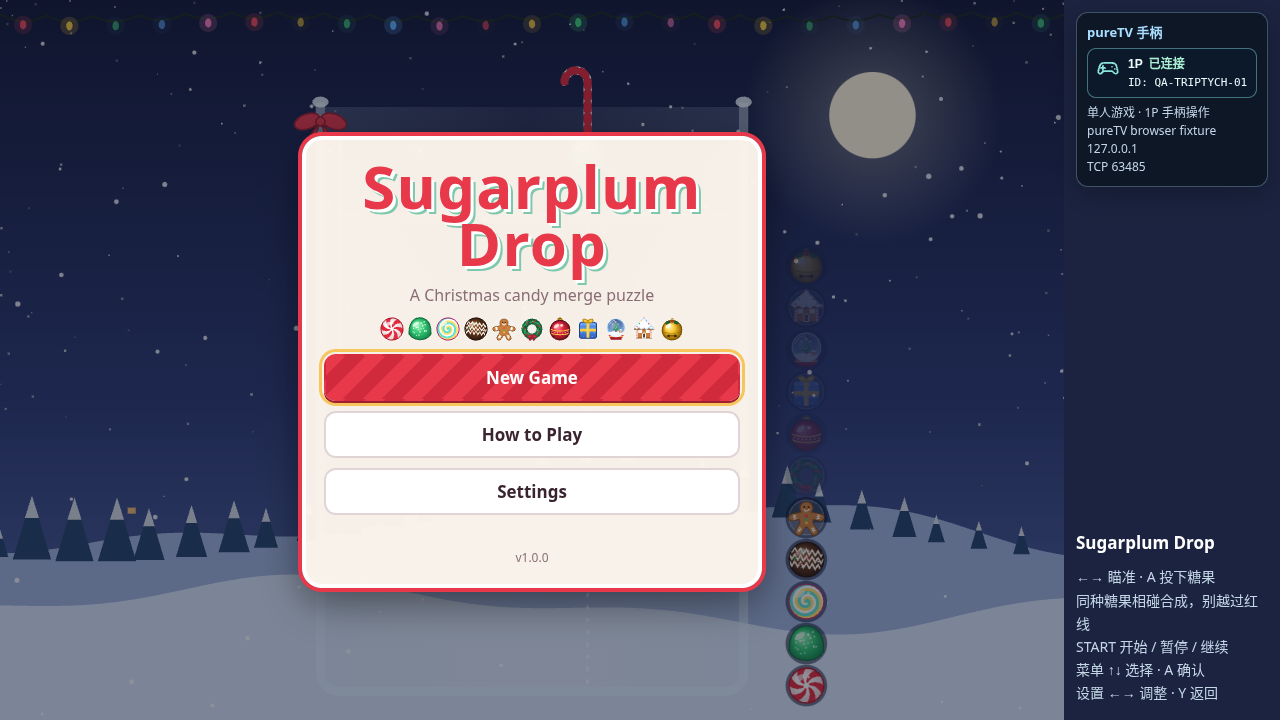 Sugarplum
Drop
A Christmas candy merge puzzle
New Game
How to Play
Settings
v1.0.0
pureTV 手柄
1P 已连接
ID: QA-TRIPTYCH-01
单人游戏 · 1P 手柄操作
pureTV browser fixture
127.0.0.1
TCP 63485
Sugarplum Drop
←→ 瞄准 · A 投下糖果
同种糖果相碰合成，别越过红
线
START 开始 / 暂停 / 继续
菜单 ↑↓ 选择 · A 确认
设置 ←→ 调整 · Y 返回